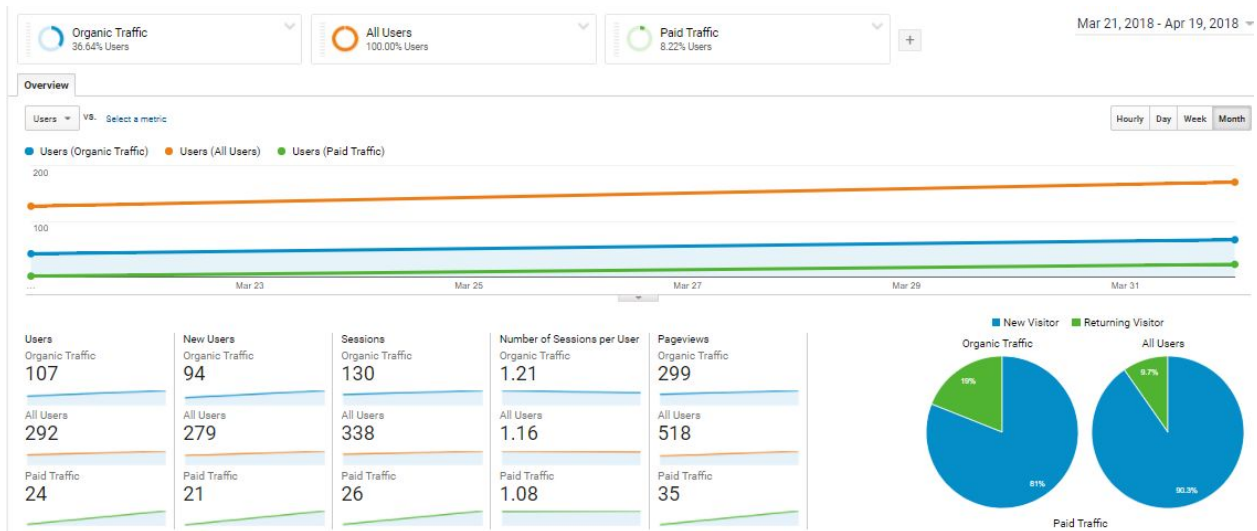 Organic Traffic
36.64% Users
All Users
100.00% Users
Paid Traffic
8.22% Users
+
Mar 21, 2018 - Apr 19, 2018
Overview
Users vs. Select a metric
Hourly Day Week Month
Users (Organic Traffic) Users (All Users) Users (Paid Traffic)
200
100
... Mar 23 Mar 25 Mar 27 Mar 29 Mar 31
Users
Organic Traffic
107
All Users
292
Paid Traffic
24
New Users
Organic Traffic
94
All Users
279
Paid Traffic
21
Sessions
Organic Traffic
130
All Users
338
Paid Traffic
26
Number of Sessions per User
Organic Traffic
1.21
All Users
1.16
Paid Traffic
1.08
Pageviews
Organic Traffic
299
All Users
518
Paid Traffic
35
New Visitor Returning Visitor
Organic Traffic
19%
81%
All Users
9.7%
90.3%
Paid Traffic